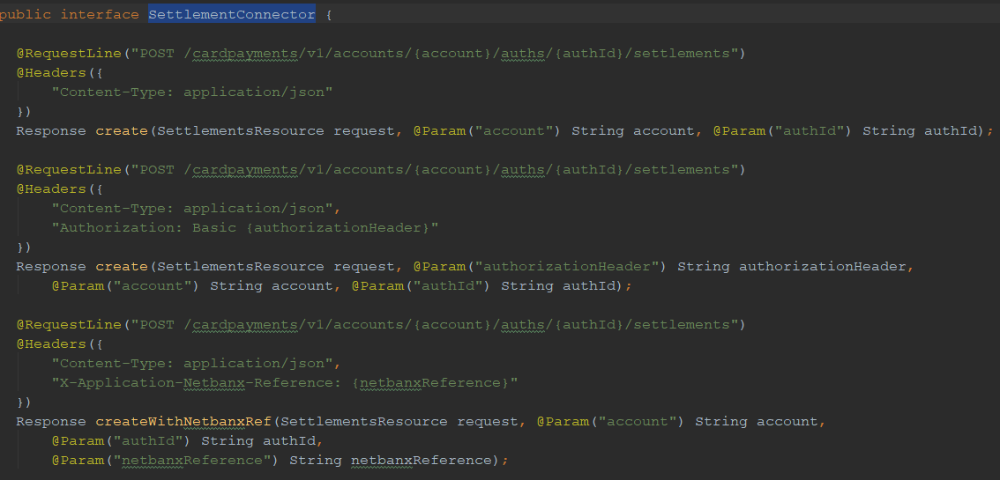 public interface SettlementConnector {
@RequestLine("POST /cardpayments/v1/accounts/{account}/auths/{authId}/settlements")
@Headers({
"Content-Type: application/json"
})
Response create(SettlementsResource request, @Param("account") String account, @Param("authId") String authId);
@RequestLine("POST /cardpayments/v1/accounts/{account}/auths/{authId}/settlements")
@Headers({
"Content-Type: application/json",
"Authorization: Basic {authorizationHeader}"
})
Response create(SettlementsResource request, @Param("authorizationHeader") String authorizationHeader,
@Param("account") String account, @Param("authId") String authId);
@RequestLine("POST /cardpayments/v1/accounts/{account}/auths/{authId}/settlements")
@Headers({
"Content-Type: application/json",
"X-Application-Netbanx-Reference: {netbanxReference}"
})
Response createWithNetbanxRef(SettlementsResource request, @Param("account") String account,
@Param("authId") String authId,
@Param("netbanxReference") String netbanxReference);